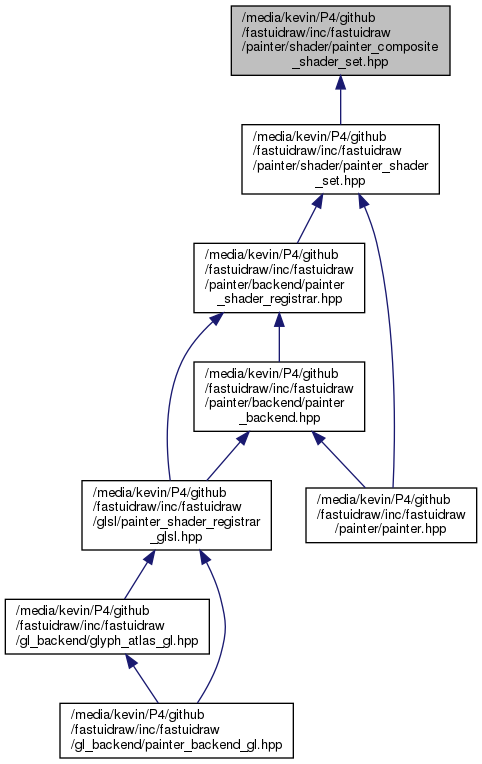 /media/kevin/P4/github
/fastuidraw/inc/fastuidraw
/painter/shader/painter_composite
_shader_set.hpp
/media/kevin/P4/github
/fastuidraw/inc/fastuidraw
/painter/shader/painter_shader
_set.hpp
/media/kevin/P4/github
/fastuidraw/inc/fastuidraw
/painter/backend/painter
_shader_registrar.hpp
/media/kevin/P4/github
/fastuidraw/inc/fastuidraw
/painter/backend/painter
_backend.hpp
/media/kevin/P4/github
/fastuidraw/inc/fastuidraw
/glsl/painter_shader_registrar
_glsl.hpp
/media/kevin/P4/github
/fastuidraw/inc/fastuidraw
/painter/painter.hpp
/media/kevin/P4/github
/fastuidraw/inc/fastuidraw
/gl_backend/glyph_atlas_gl.hpp
/media/kevin/P4/github
/fastuidraw/inc/fastuidraw
/gl_backend/painter_backend_gl.hpp